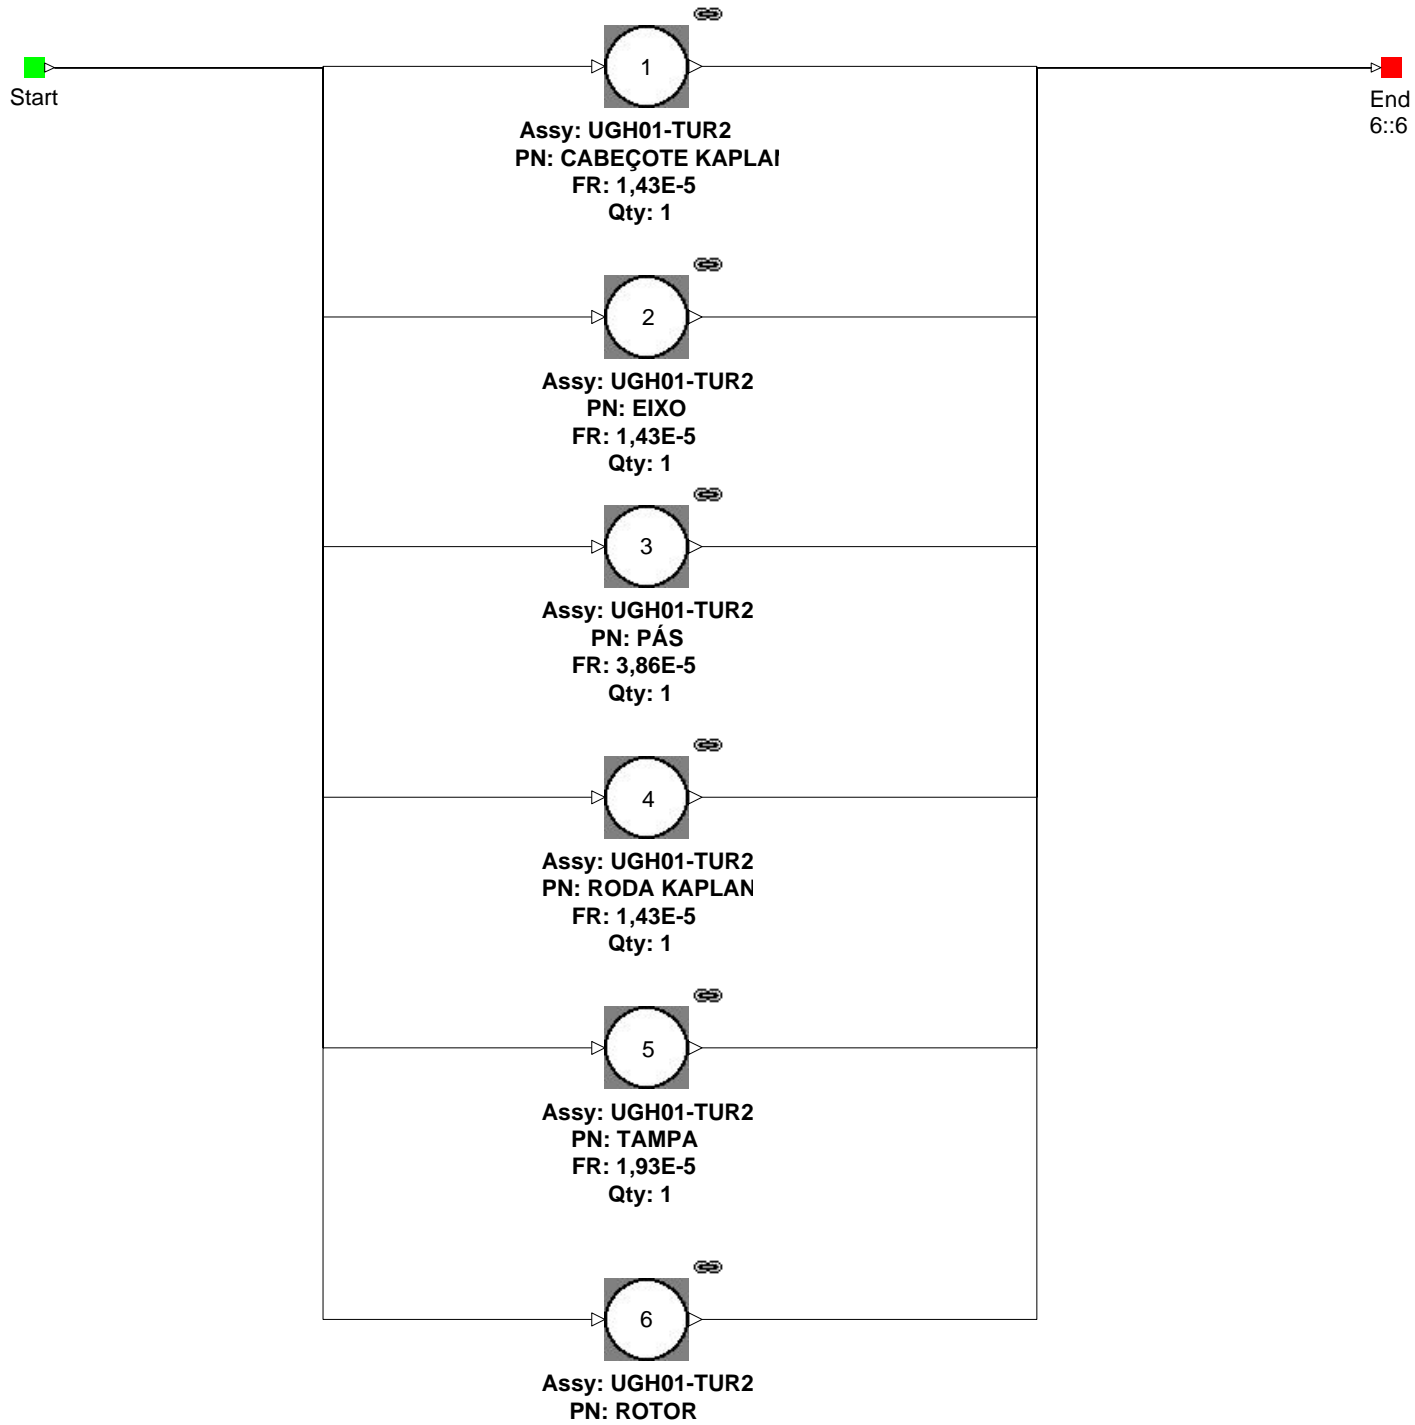 Start
1
Assy: UGH01-TUR2
PN: CABEÇOTE
FR: 1,43E-5
Qty: 1
End
6::6
2
Assy: UGH01-TUR2
PN: EIXO
FR: 1,43E-5
Qty: 1
3
Assy: UGH01-TUR2
PN: PÁS
FR: 3,86E-5
Qty: 1
4
Assy: UGH01-TUR2
PN: RODA KAPLAN
FR: 1,43E-5
Qty: 1
5
Assy: UGH01-TUR2
PN: TAMPA
FR: 1,93E-5
Qty: 1
6
Assy: UGH01-TUR2
PN: ROTOR